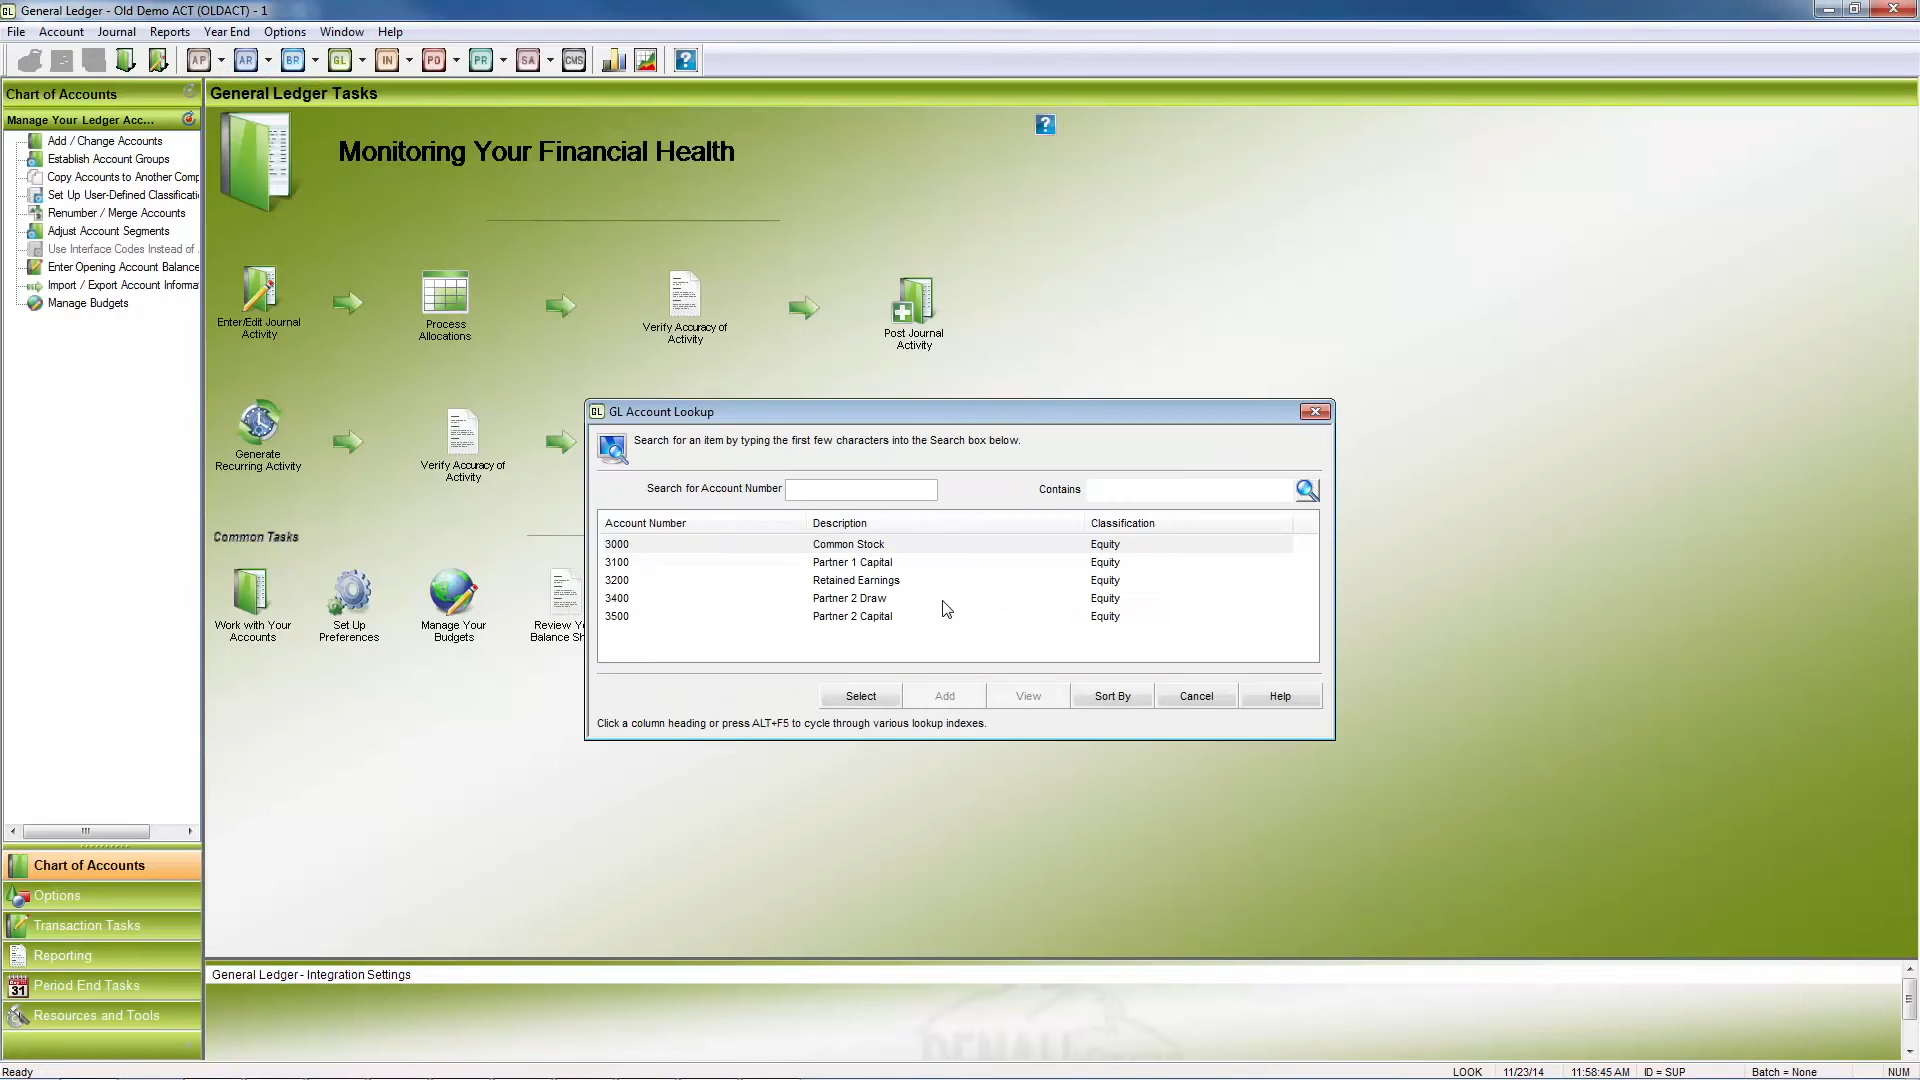 General Ledger - Old Demo ACT (OLDACT) - 1
File Account Journal Reports Year End Options Window Help
AP AR BR GL IN PO PR SA CMS
Chart of Accounts
Manage Your Ledger Acc...
Add / Change Accounts
Establish Account Groups
Copy Accounts to Another Comp
Set Up User-Defined Classificati
Renumber / Merge Accounts
Adjust Account Segments
Use Interface Codes Instead of
Enter Opening Account Balance
Import / Export Account Informa
Manage Budgets
Chart of Accounts
Options
Transaction Tasks
Reporting
31 Period End Tasks
Resources and Tools
General Ledger Tasks
Monitoring Your Financial Health
Enter/Edit Journal
Activity
Process
Allocations
Verify Accuracy of
Activity
Post Journal
Activity
Generate
Recurring Activity
Verify Accuracy of
Activity
Common Tasks
Work with Your
Accounts
Set Up
Preferences
Manage Your
Budgets
Review Yo
Balance Sh
GL GL Account Lookup
Search for an item by typing the first few characters into the Search box below.
Search for Account Number Contains
Account Number Description Classification
3000 Common Stock Equity
3100 Partner 1 Capital Equity
3200 Retained Earnings Equity
3400 Partner 2 Draw Equity
3500 Partner 2 Capital Equity
Select Add View Sort By Cancel Help
Click a column heading or press ALT+F5 to cycle through various lookup indexes.
General Ledger - Integration Settings
DENALI
Ready LOOK 11/23/14 11:58:45 AM ID = SUP Batch = None NUM